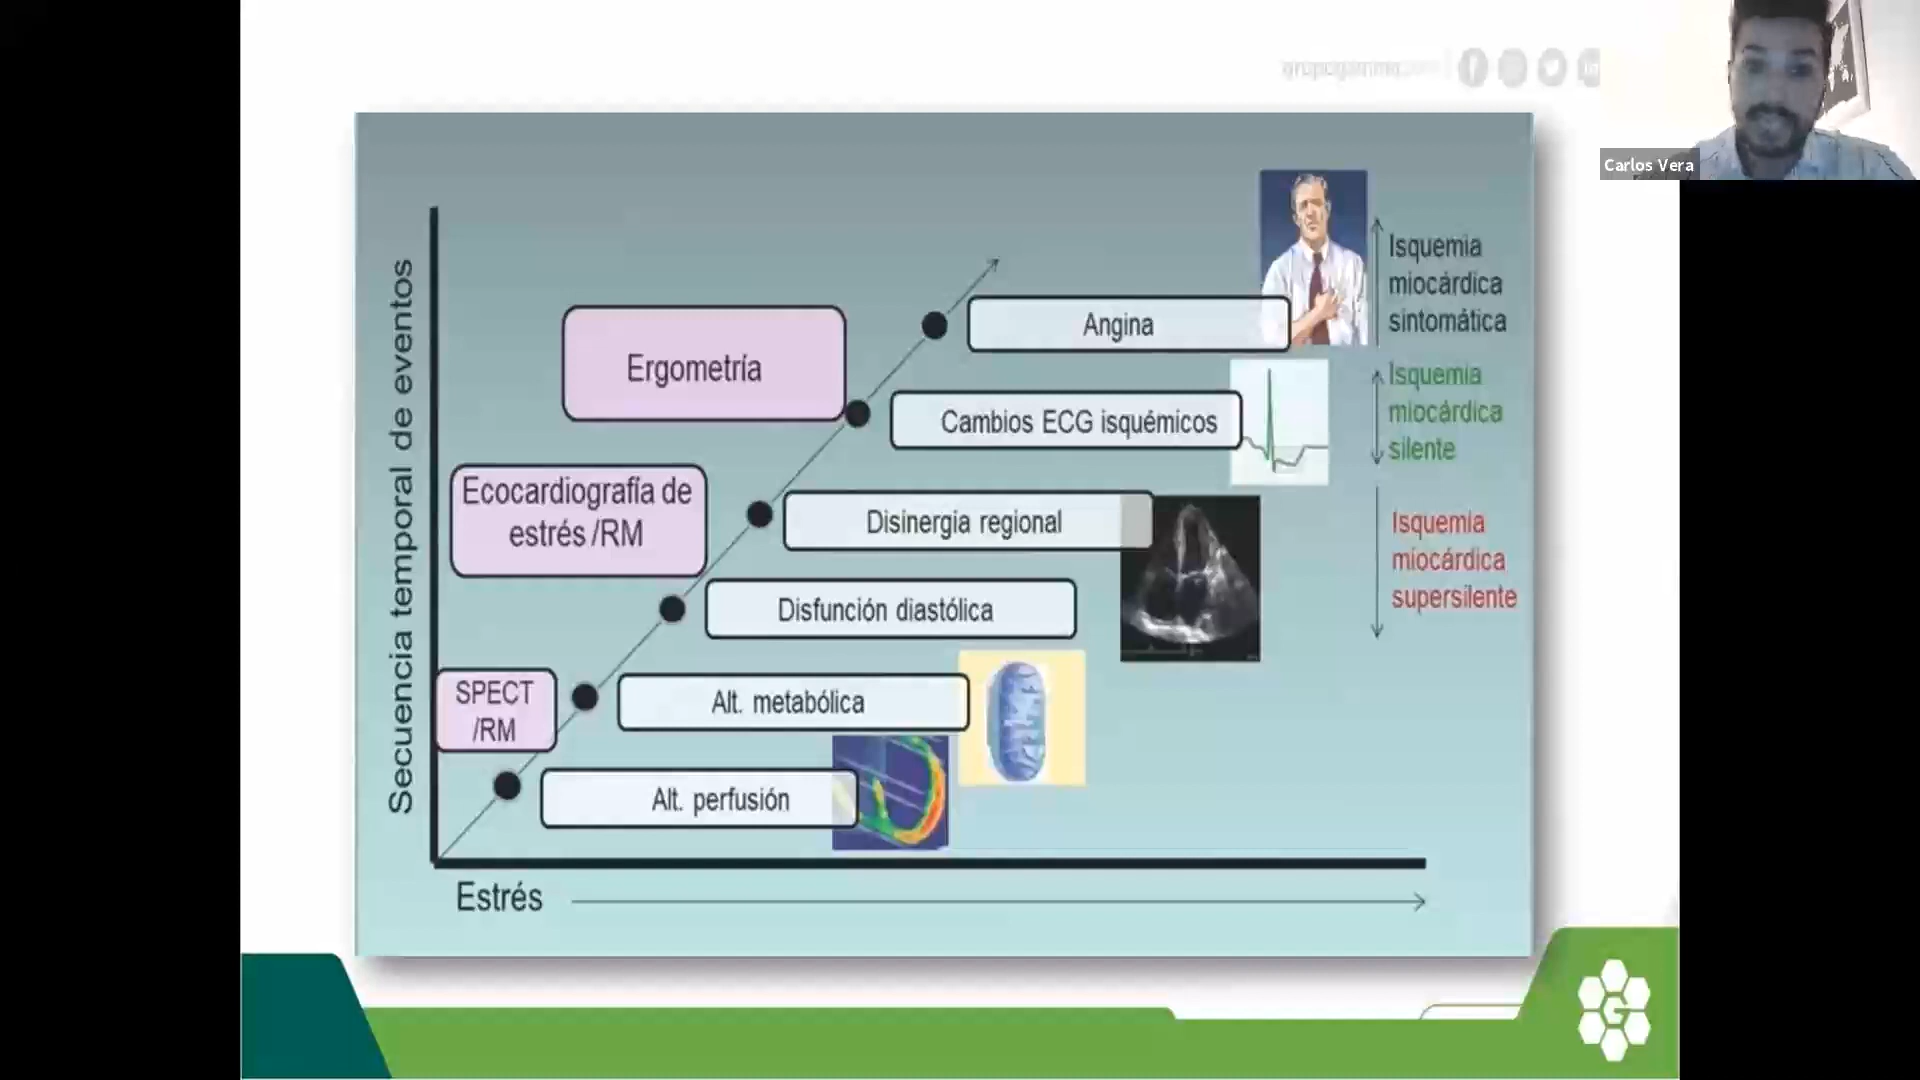 Carlos Vera
Secuencia temporal de eventos
Isquemia
miocárdica
sintomática
Angina
Ergometría
Isquemia
miocárdica
silente
Cambios ECG isquémicos
Ecocardiografía de
estrés /RM
Disinergia regional
Isquemia
miocárdica
supersilente
Disfunción diastólica
SPECT
/RM
Alt. metabólica
Alt. perfusión
Estrés
G